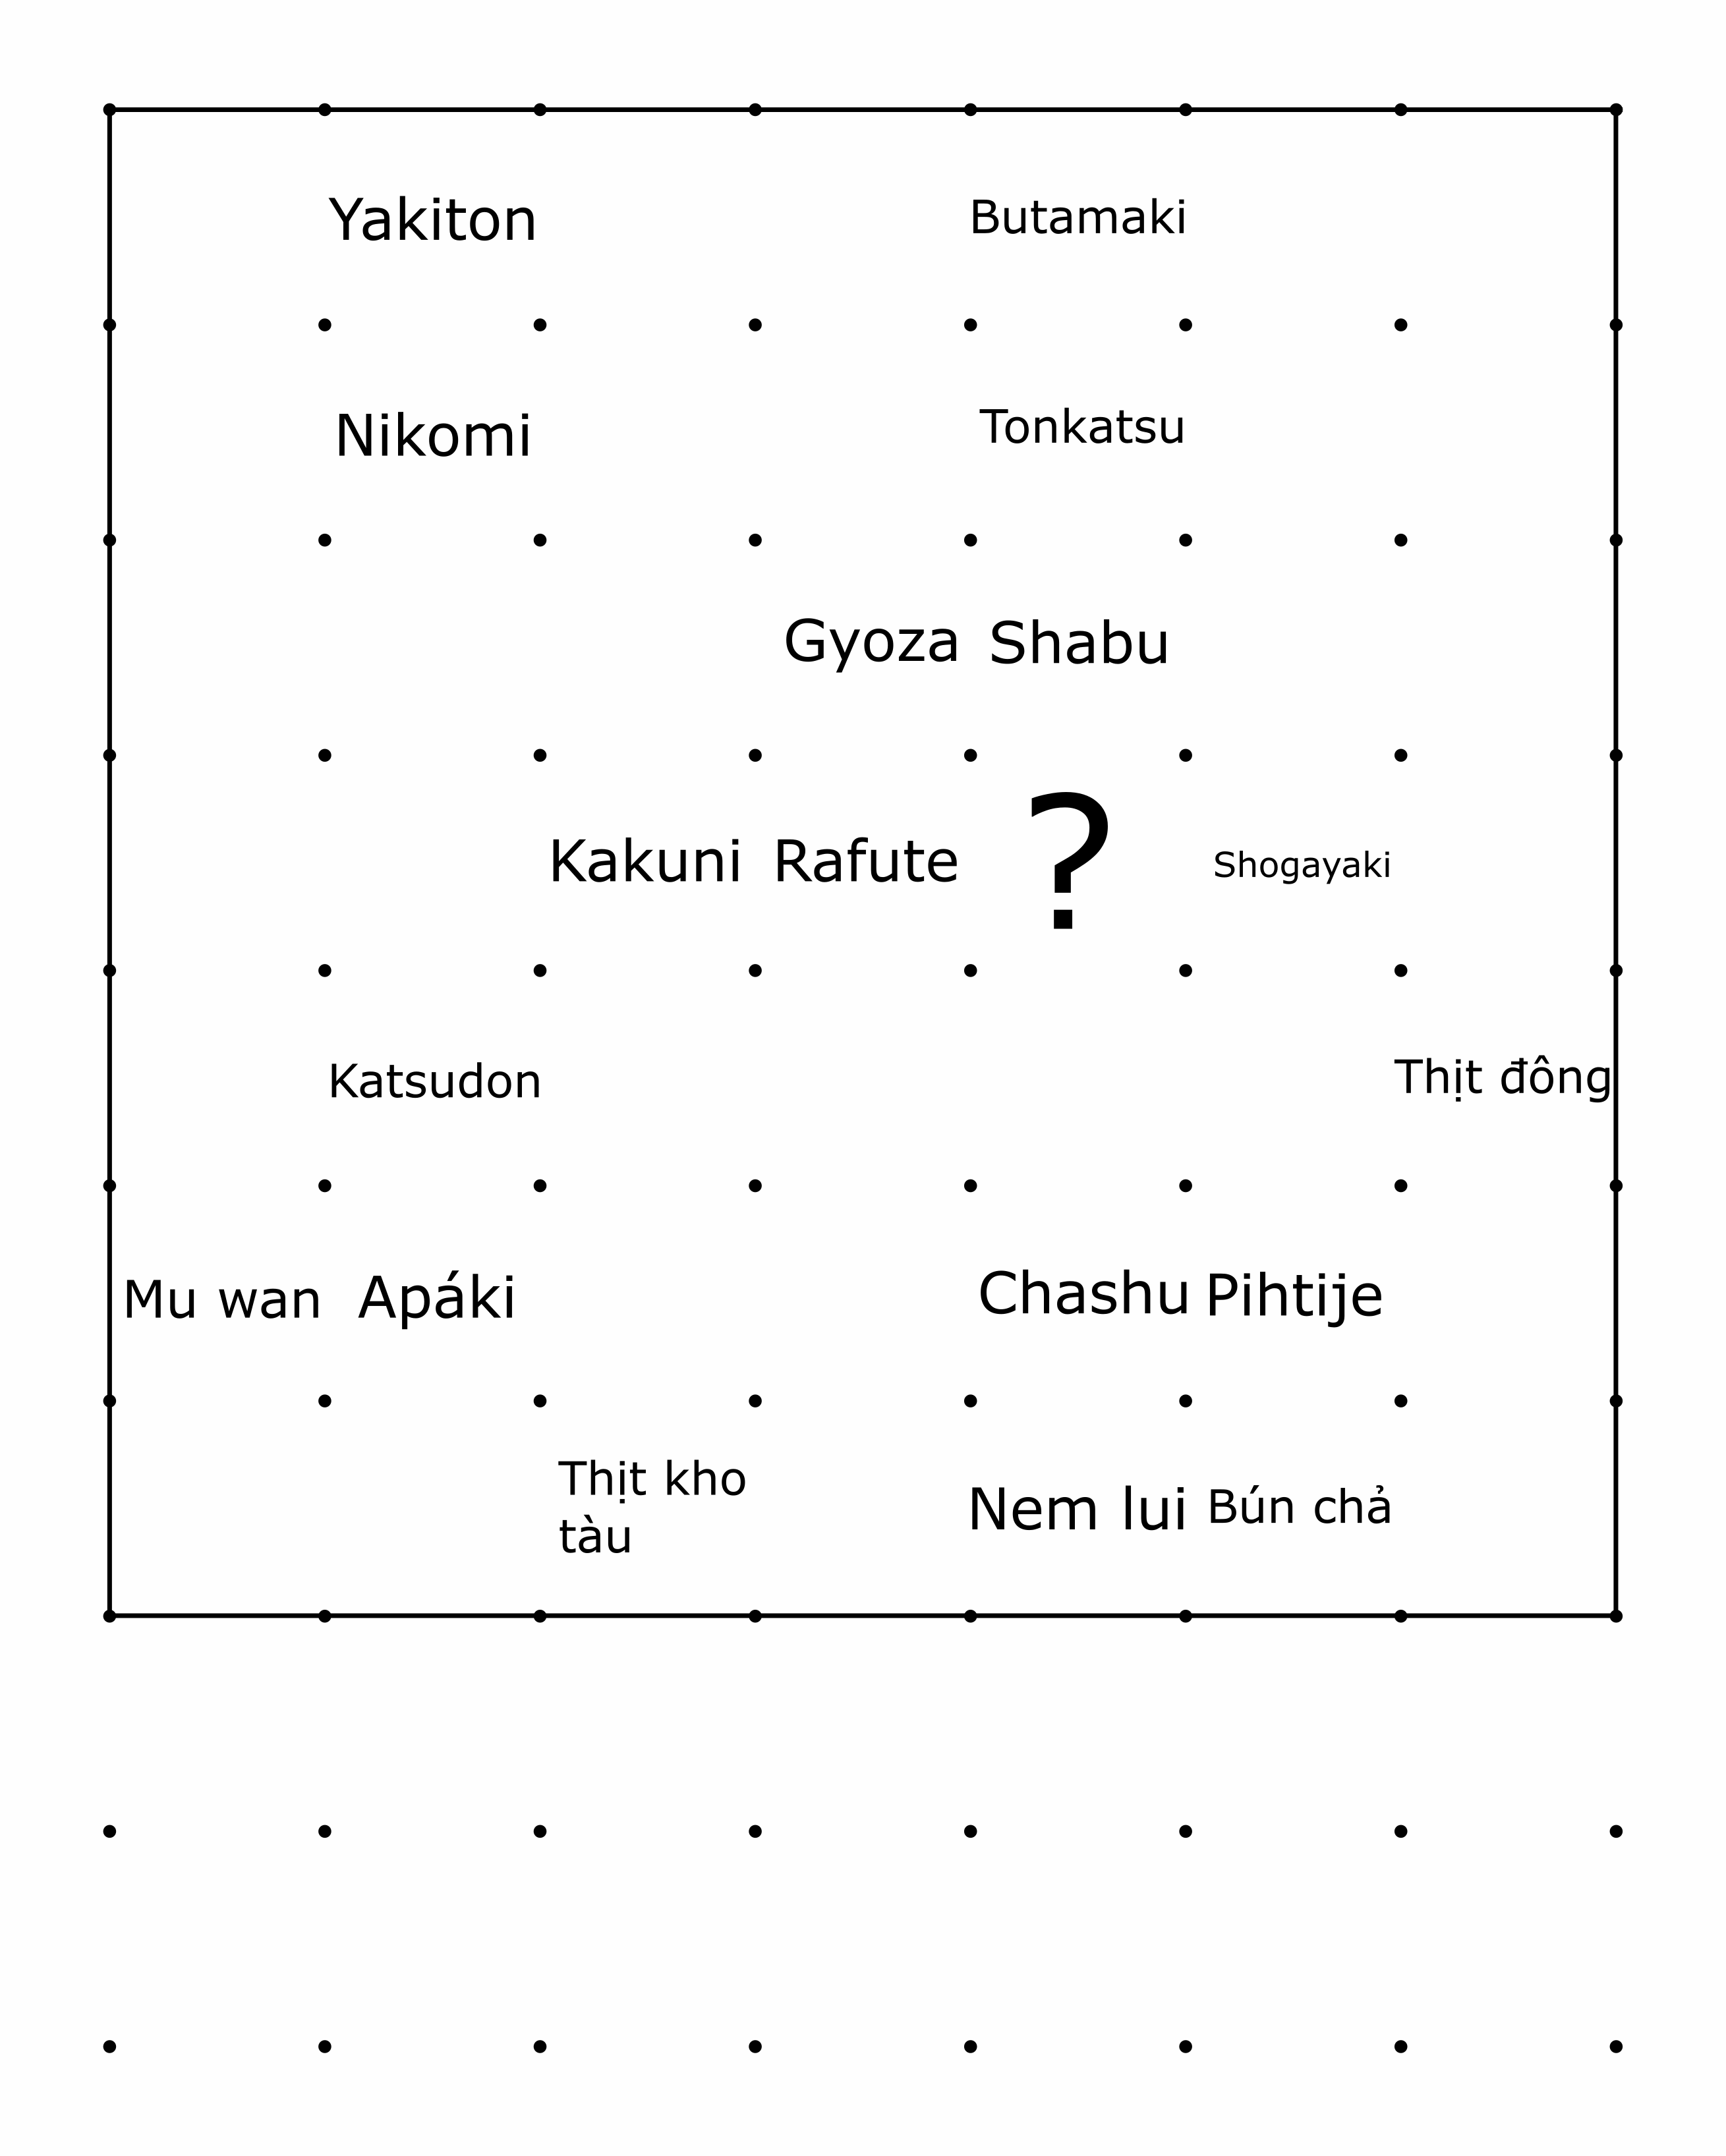 Yakiton Butamaki
Nikomi Tonkatsu
Gyoza Shabu
Kakuni Rafute ? Shogayaki
Katsudon Thịt đông
Mu wan Apáki Chashu Pihtije
Thịt kho
tàu
Nem lui Bún chả